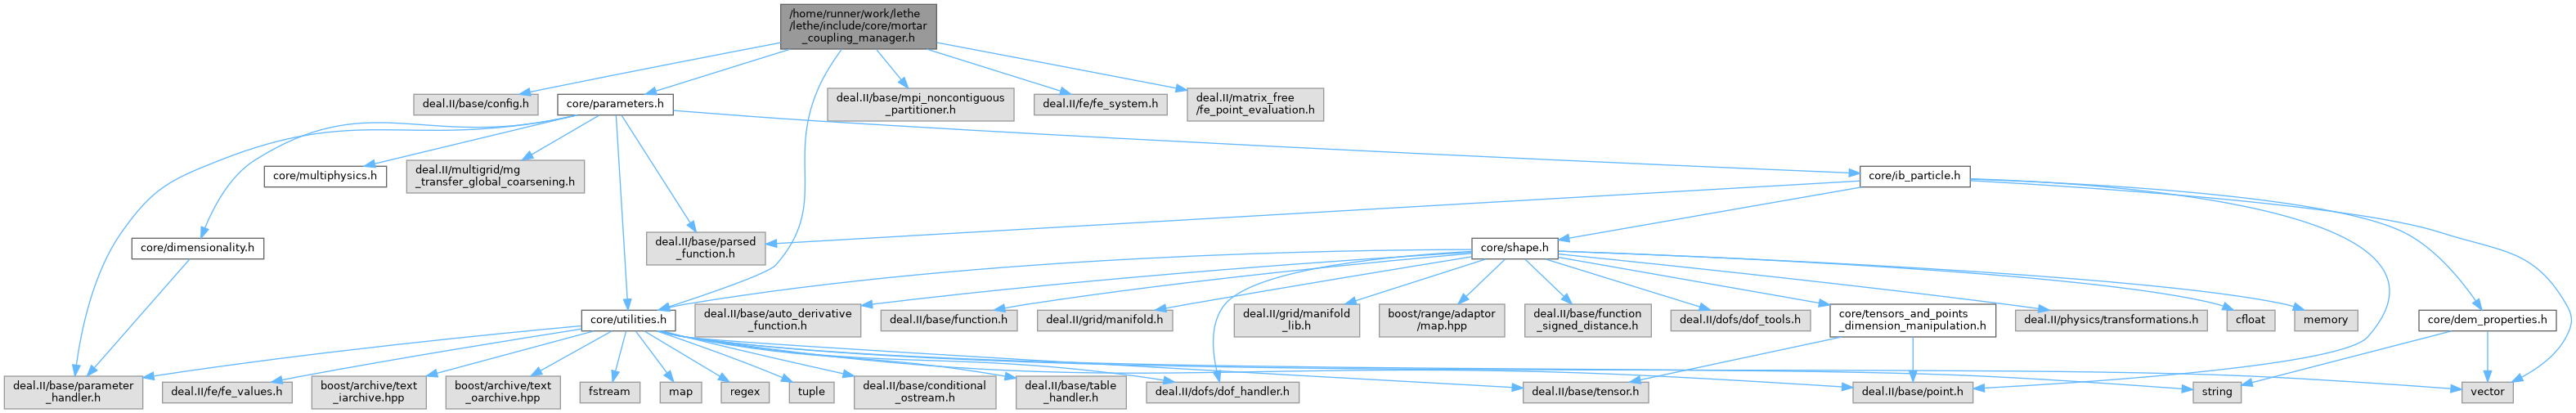 /home/runner/work/lethe
/lethe/include/core/mortar
_coupling_manager.h
deal.II/base/config.h
core/parameters.h
deal.II/base/mpi_noncontiguous
_partitioner.h
deal.II/fe/fe_system.h
deal.II/matrix_free
/fe_point_evaluation.h
core/multiphysics.h
deal.II/multigrid/mg
_transfer_global_coarsening.h
core/ib_particle.h
core/dimensionality.h
deal.II/base/parsed
_function.h
core/shape.h
core/utilities.h
deal.II/base/auto_derivative
_function.h
deal.II/base/function.h
deal.II/grid/manifold.h
deal.II/grid/manifold
_lib.h
boost/range/adaptor
/map.hpp
deal.II/base/function
_signed_distance.h
deal.II/dofs/dof_tools.h
core/tensors_and_points
_dimension_manipulation.h
deal.II/physics/transformations.h
cfloat
memory
core/dem_properties.h
deal.II/base/parameter
_handler.h
deal.II/fe/fe_values.h
boost/archive/text
_iarchive.hpp
boost/archive/text
_oarchive.hpp
fstream
map
regex
tuple
deal.II/base/conditional
_ostream.h
deal.II/base/table
_handler.h
deal.II/dofs/dof_handler.h
deal.II/base/tensor.h
deal.II/base/point.h
string
vector